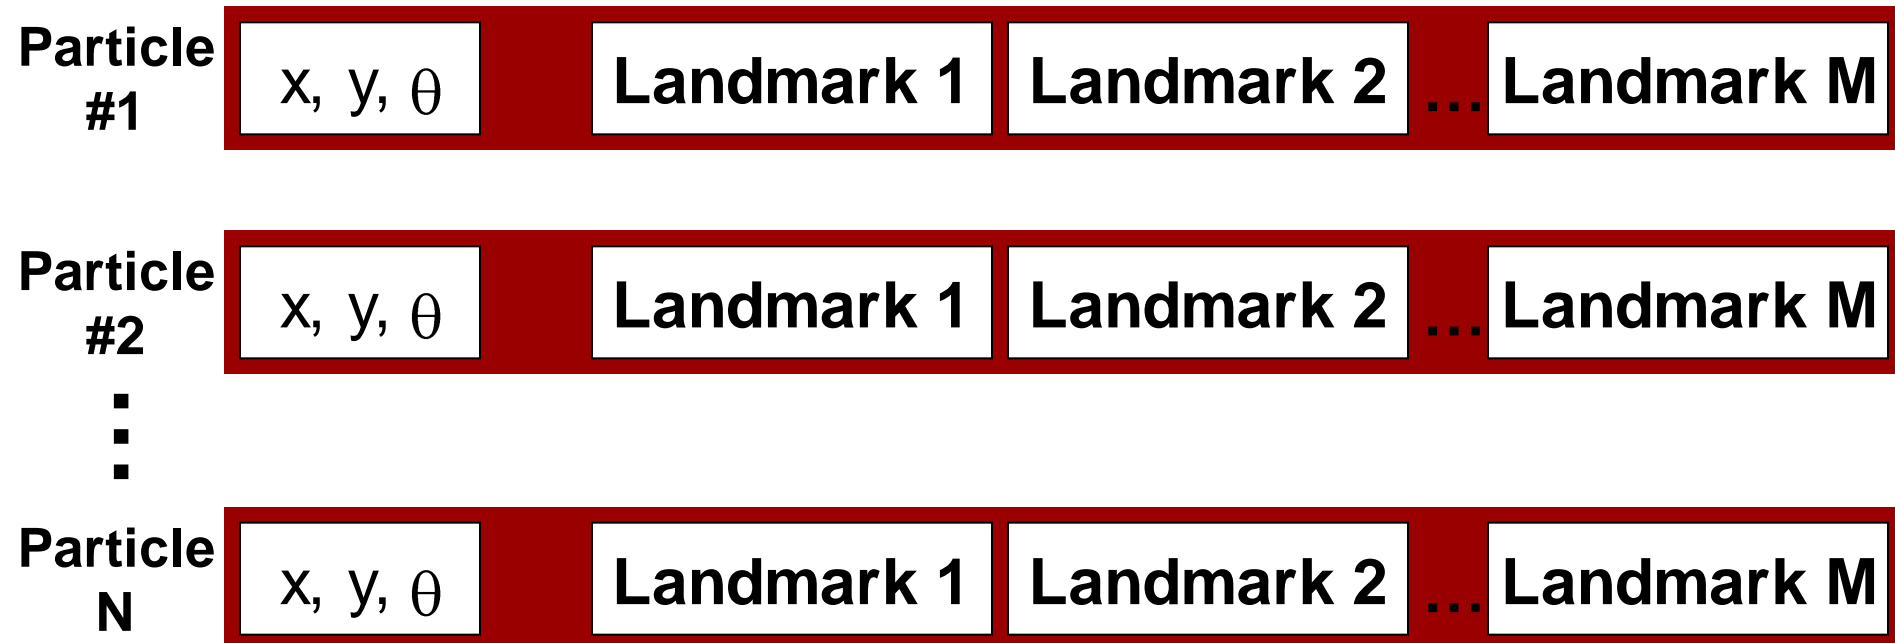 Particle
#1
x, y, θ
Landmark 1
Landmark 2
...
Landmark M
Particle
#2
x, y, θ
Landmark 1
Landmark 2
...
Landmark M
⋮
Particle
N
x, y, θ
Landmark 1
Landmark 2
...
Landmark M